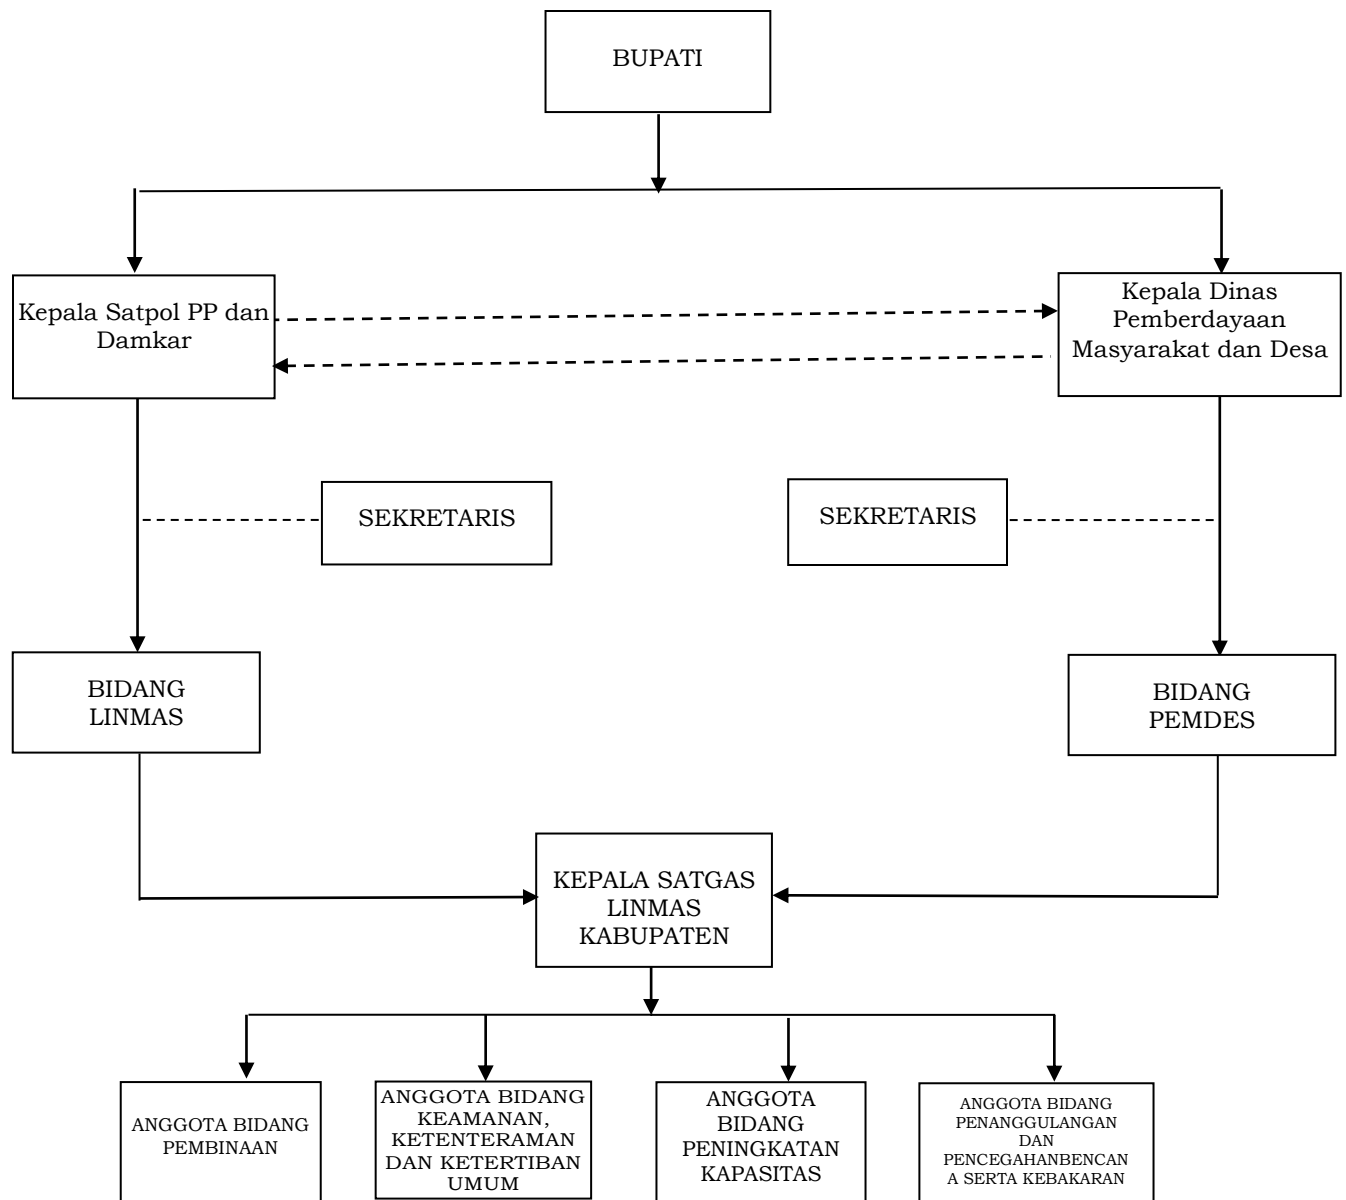 BUPATI
Kepala Satpol PP dan
Damkar
Kepala Dinas
Pemberdayaan
Masyarakat dan Desa
SEKRETARIS
SEKRETARIS
BIDANG
LINMAS
BIDANG
PEMDES
KEPALA SATGAS
LINMAS
KABUPATEN
ANGGOTA BIDANG
PEMBINAAN
ANGGOTA BIDANG
KEAMANAN,
KETENTERAMAN
DAN KETERTIBAN
UMUM
ANGGOTA
BIDANG
PENINGKATAN
KAPASITAS
ANGGOTA BIDANG
PENANGGULANGAN
DAN
PENCEGAHANBENCAN
A SERTA KEBAKARAN